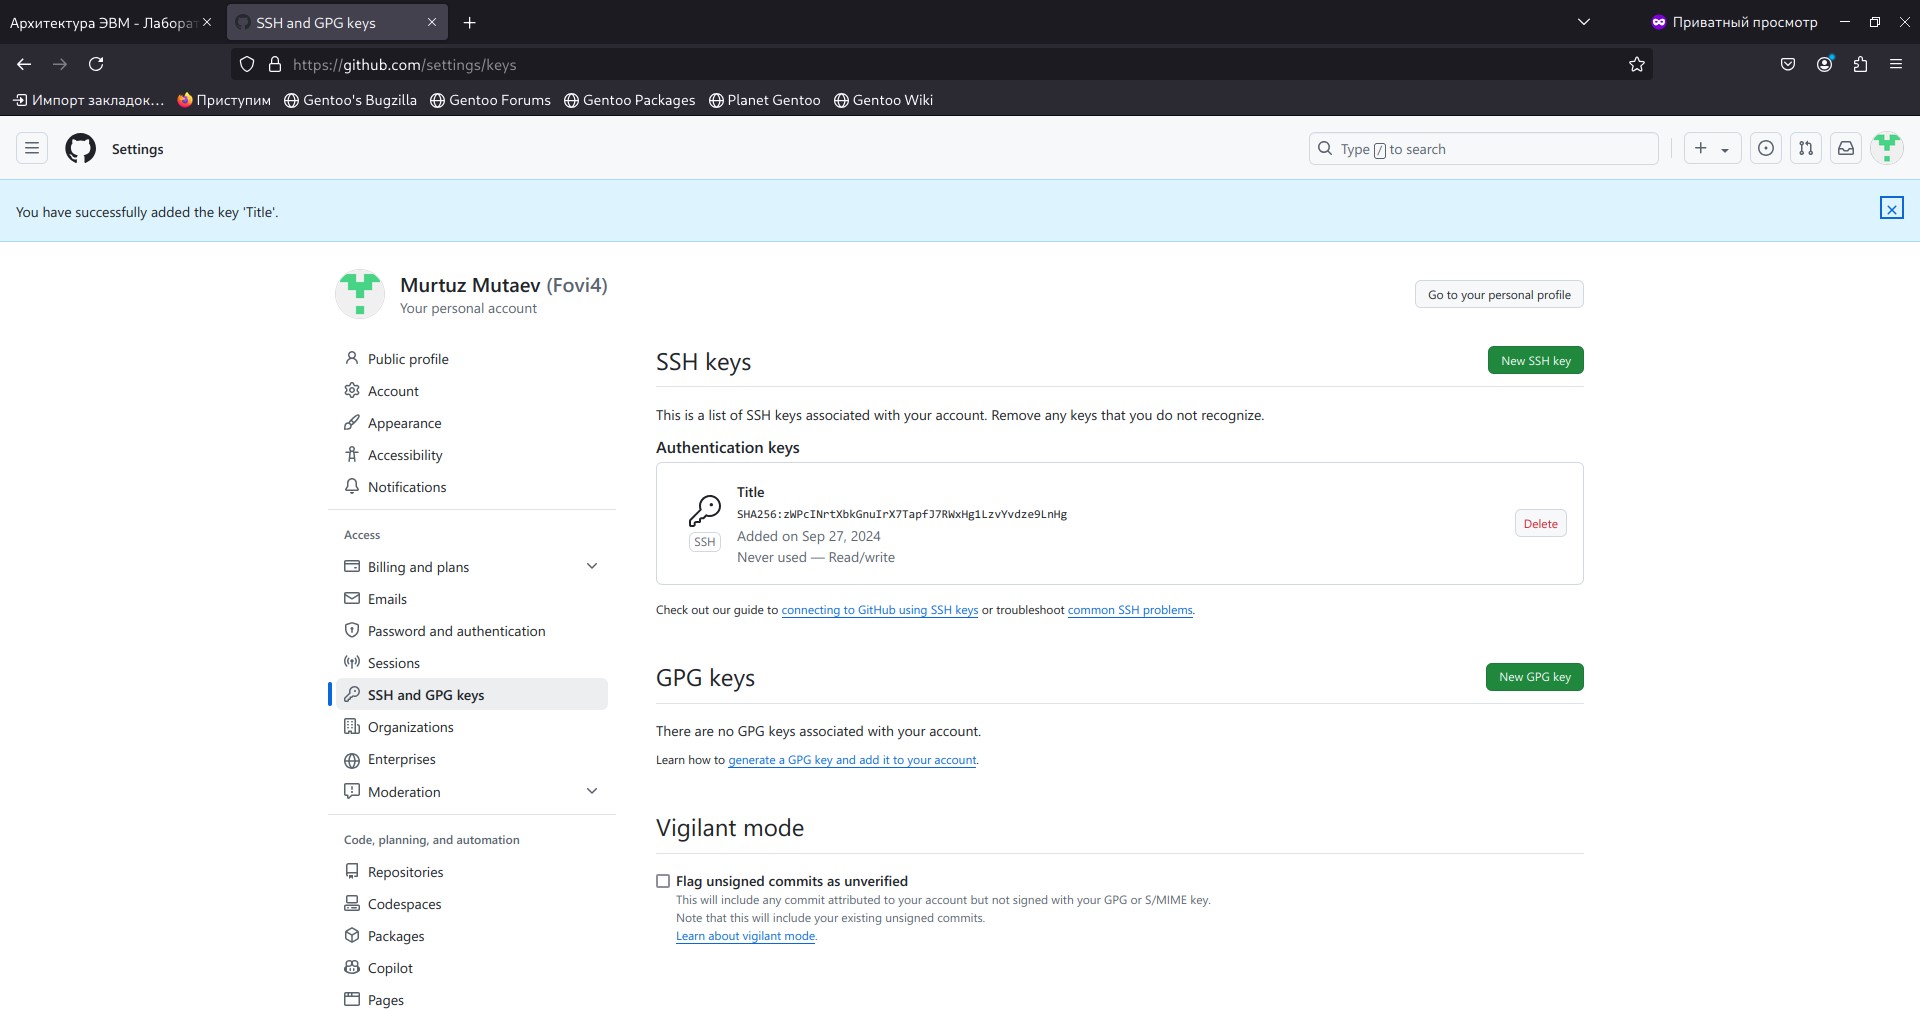 Архитектура ЭВМ - Лаборат
SSH and GPG keys
Приватный просмотр
https://github.com/settings/keys
Импорт закладок...
Приступим
Gentoo's Bugzilla
Gentoo Forums
Gentoo Packages
Planet Gentoo
Gentoo Wiki
Settings
Type / to search
You have successfully added the key 'Title'.
Murtuz Mutaev (Fovi4)
Your personal account
Go to your personal profile
Public profile
Account
Appearance
Accessibility
Notifications
Access
Billing and plans
Emails
Password and authentication
Sessions
SSH and GPG keys
Organizations
Enterprises
Moderation
Code, planning, and automation
Repositories
Codespaces
Packages
Copilot
Pages
SSH keys
New SSH key
This is a list of SSH keys associated with your account. Remove any keys that you do not recognize.
Authentication keys
Title
SHA256:zWPcINrtXbkGnuIrX7TapfJ7RWxHg1LzvYvdze9LnHg
Added on Sep 27, 2024
Never used — Read/write
SSH
Delete
Check out our guide to connecting to GitHub using SSH keys or troubleshoot common SSH problems.
GPG keys
New GPG key
There are no GPG keys associated with your account.
Learn how to generate a GPG key and add it to your account.
Vigilant mode
Flag unsigned commits as unverified
This will include any commit attributed to your account but not signed with your GPG or S/MIME key.
Note that this will include your existing unsigned commits.
Learn about vigilant mode.